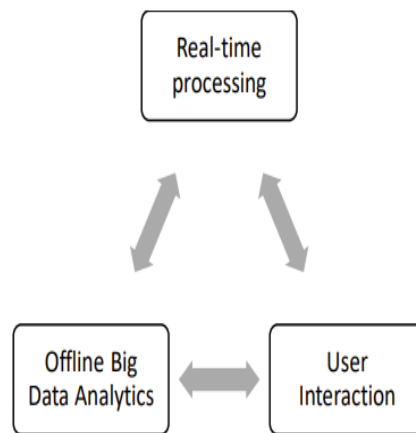 Real-time
processing
Offline Big
Data Analytics
User
Interaction